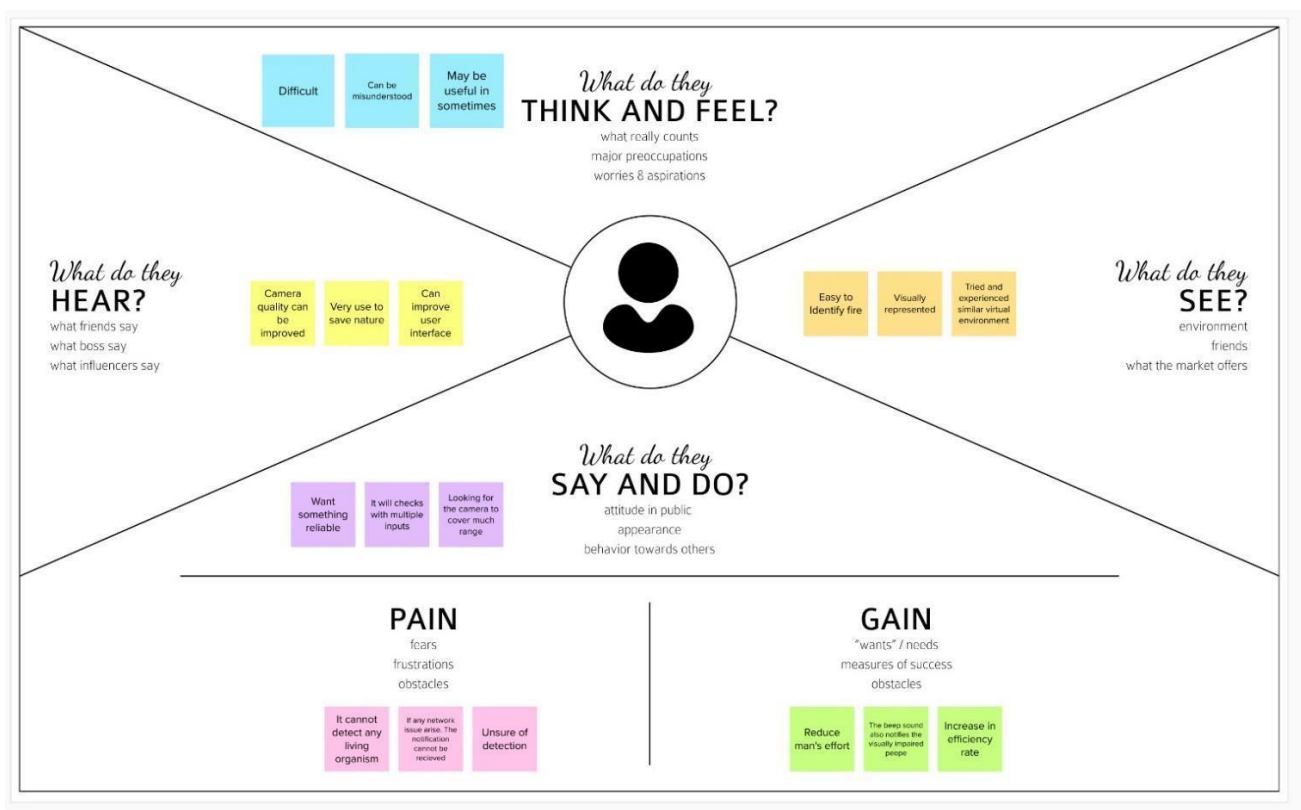 Difficult
Can be
misunderstood
May be
useful in
sometimes
What do they
THINK AND FEEL?
what really counts
major preoccupations
worries & aspirations
What do they
HEAR?
what friends say
what boss say
what influencers say
Camera
quality can
be
improved
Very use to
save nature
Can
improve
user
interface
Easy to
Identify fire
Visually
represented
Tried and
experienced
similar virtual
environment
What do they
SEE?
environment
friends
what the market offers
What do they
SAY AND DO?
attitude in public
appearance
behavior towards others
Want
something
reliable
It will checks
with multiple
inputs
Looking for
the camera to
cover much
range
PAIN
fears
frustrations
obstacles
It cannot
detect any
living
organism
If any network
issue arise. The
notification
cannot be
recieved
Unsure of
detection
GAIN
"wants" / needs
measures of success
obstacles
Reduce
man's effort
The beep sound
also notifies the
visually impaired
peope
Increase in
efficiency
rate